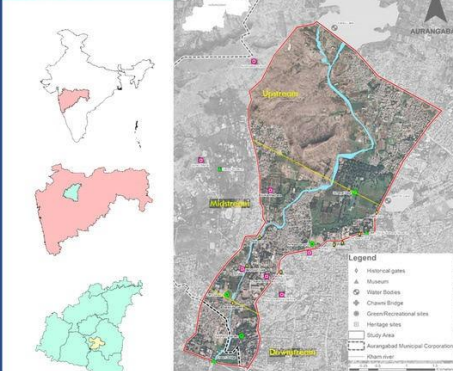 AURANGABAD
Upstream
Midstream
Downstream
Legend
Historical gates
Museum
Water Bodies
Chawni Bridge
Green/Recreational sites
Heritage sites
Study Area
Aurangabad Municipal Corporation
Kham river